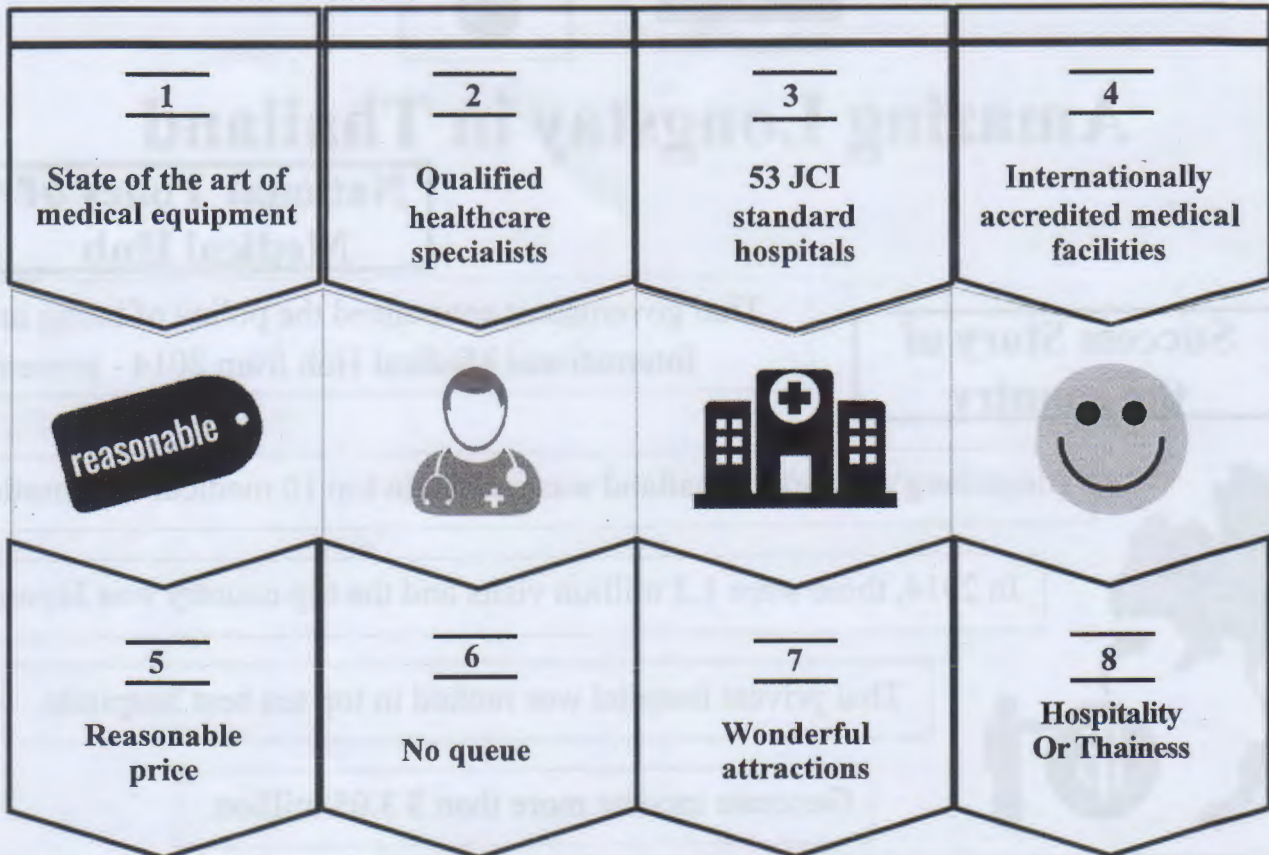 1
State of the art of
medical equipment
2
Qualified
healthcare
specialists
3
53 JCI
standard
hospitals
4
Internationally
accredited medical
facilities
reasonable
5
Reasonable
price
6
No queue
7
Wonderful
attractions
8
Hospitality
Or Thainess